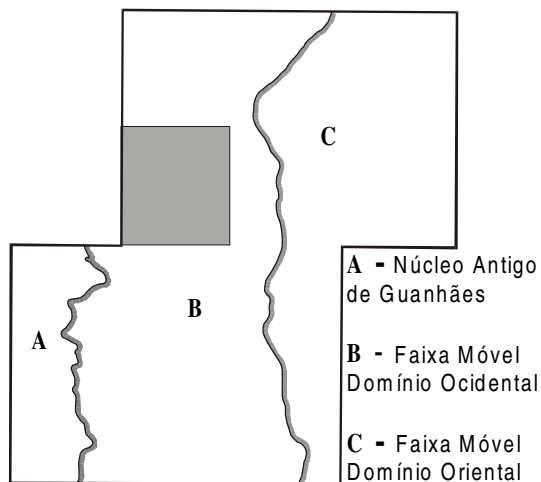 C
B
A
A - Núcleo Antigo
de Guanhães
B - Faixa Móvel
Domínio Ocidental
C - Faixa Móvel
Domínio Oriental